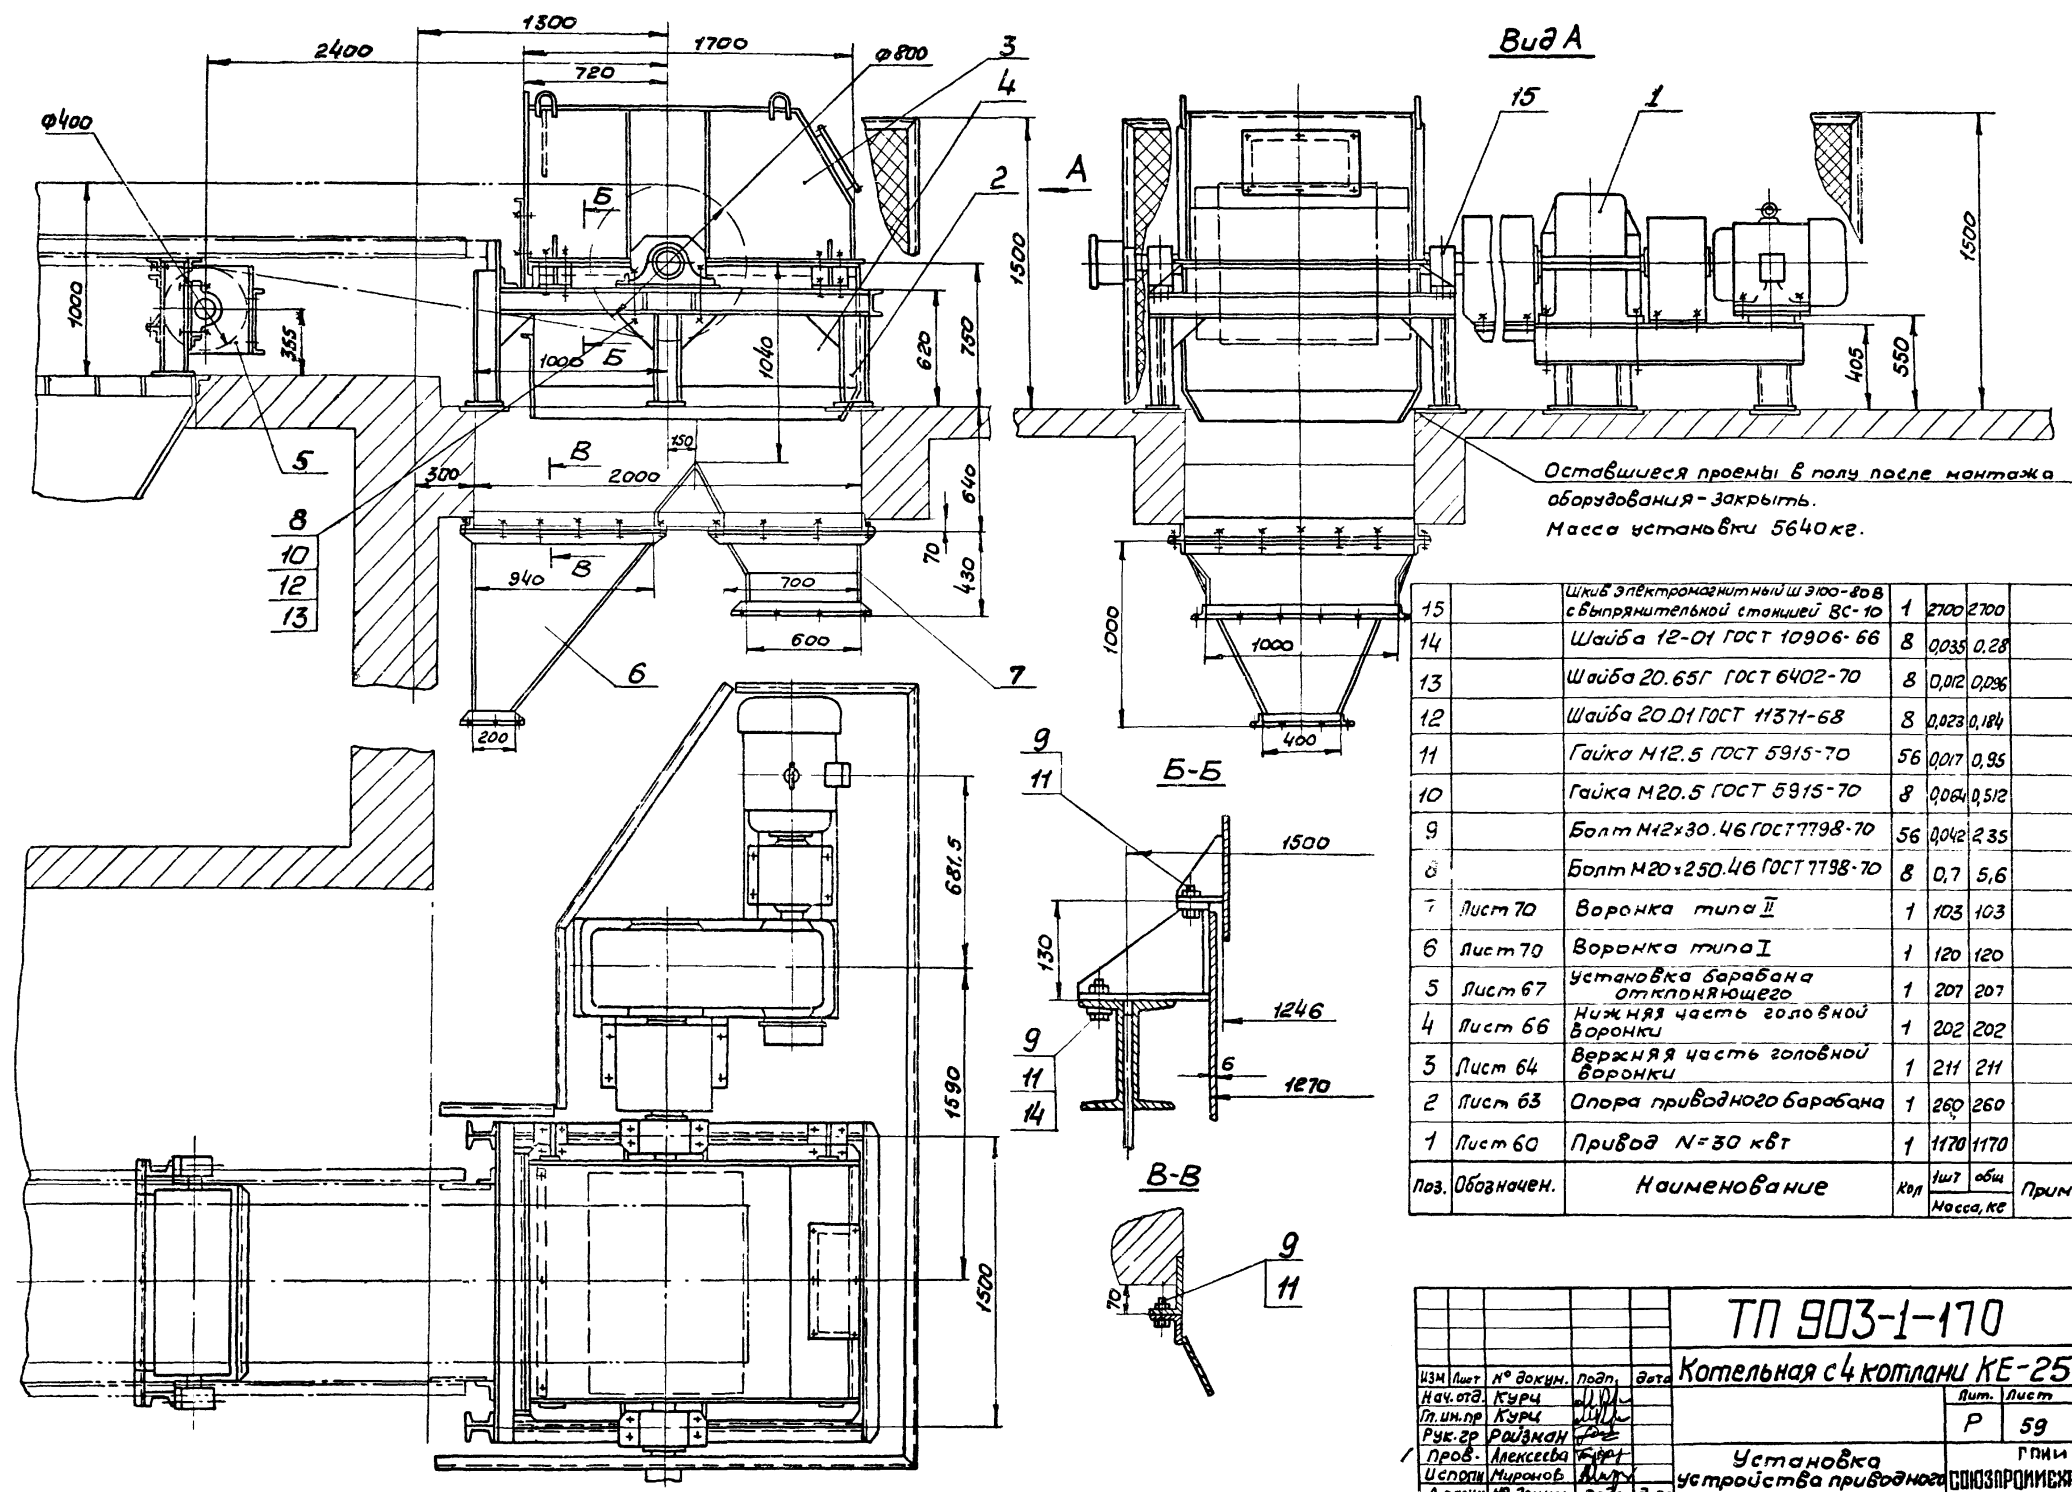 1300
2400
1700
720
ф800
3
4
Вид А
15
1
ф400
2
А
Б
1500
1500
1000
355
1000
Б
1040
620
750
405
550
5
В
150
300
2000
640
Оставшиеся проемы в полу после монтажа
оборудования - закрыть.
Масса установки 5640 кг.
8
10
12
13
В
940
70
700
430
600
6
7
200
1000
1000
400
15 Шкив электромагнитный ш э100-80В
с выпрямительной станцией ВС-10 1 2700 2700
14 Шайба 12-01 ГОСТ 10906-66 8 0,035 0,28
13 Шайба 20.65Г ГОСТ 6402-70 8 0,012 0,096
12 Шайба 20.01 ГОСТ 11371-68 8 0,023 0,184
11 Гайка М12.5 ГОСТ 5915-70 56 0,017 0,95
10 Гайка М20.5 ГОСТ 5915-70 8 0,064 0,512
9 Болт М12×30.46 ГОСТ 7798-70 56 0,042 2,35
8 Болт М20×250.46 ГОСТ 7798-70 8 0,7 5,6
7 Лист 70 Воронка типа II 1 103 103
6 Лист 70 Воронка типа I 1 120 120
5 Лист 67 Установка барабана
отклоняющего 1 207 207
4 Лист 66 Нижняя часть головной
воронки 1 202 202
3 Лист 64 Верхняя часть головной
воронки 1 211 211
2 Лист 63 Опора приводного барабана 1 260 260
1 Лист 60 Привод N=30 квт 1 1170 1170
Поз. Обозначен. Наименование Кол 1шт общ Прим
Масса, кг
681.5
1590
1500
Б-Б
9
11
1500
130
1246
9
11
14
6
1270
В-В
9
11
70
ТП 903-1-170
Котельная с 4 котлами КЕ-25
Изм Лист № докум. подп. дата
Нач.отд. Курц
Гл.ин.пр Курц
Рук.гр Ройзман
Пров. Алексеева
Исполн Миронов
Лит. Лист
Р 59
Установка
устройства приводного
ГПИ